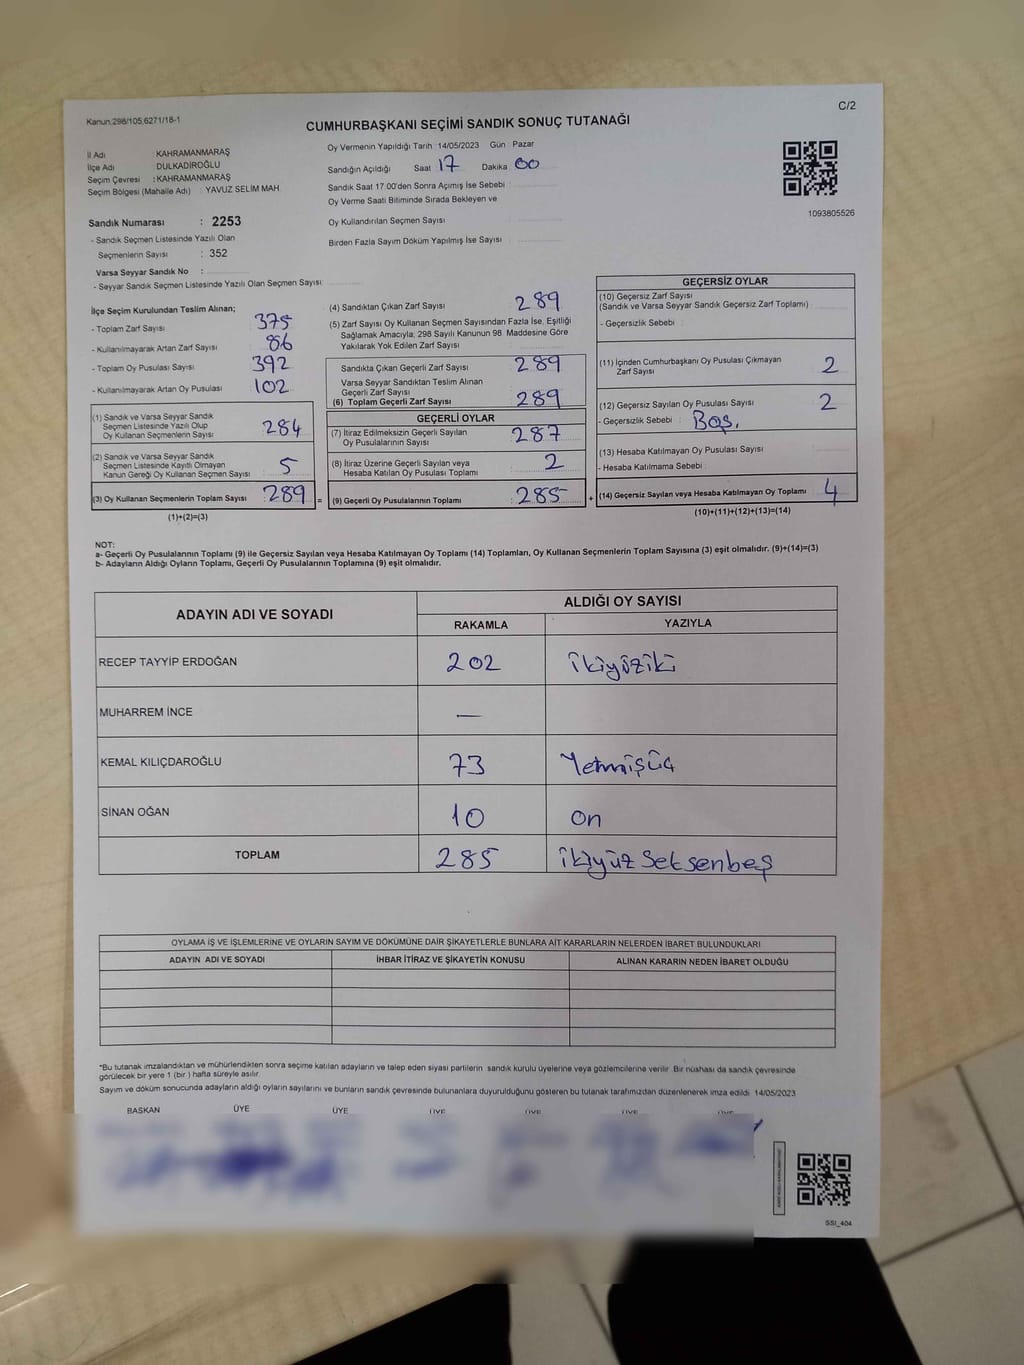 C/2
Kanun:298/105,6271/18-1
CUMHURBAŞKANI SEÇİMİ SANDIK SONUÇ TUTANAĞI
İl Adı KAHRAMANMARAŞ
İlçe Adı DULKADİROĞLU
Seçim Çevresi : KAHRAMANMARAŞ
Seçim Bölgesi (Mahalle Adı) : YAVUZ SELİM MAH.
Oy Vermenin Yapıldığı Tarih 14/05/2023 Gün Pazar
Sandığın Açıldığı Saat 17 Dakika 00
Sandık Saat 17.00'den Sonra Açımış İse Sebebi :
Oy Verme Saati Bitiminde Sırada Bekleyen ve
Oy Kullandırılan Seçmen Sayısı
Birden Fazla Sayım Döküm Yapılmış İse Sayısı :
1093805526
Sandık Numarası : 2253
- Sandık Seçmen Listesinde Yazılı Olan
Seçmenlerin Sayısı : 352
Varsa Seyyar Sandık No :
- Seyyar Sandık Seçmen Listesinde Yazılı Olan Seçmen Sayısı:
İlçe Seçim Kurulundan Teslim Alınan;
- Toplam Zarf Sayısı 375
- Kullanılmayarak Artan Zarf Sayısı 86
- Toplam Oy Pusulası Sayısı 392
- Kullanılmayarak Artan Oy Pusulası 102
(1) Sandık ve Varsa Seyyar Sandık
Seçmen Listesinde Yazılı Olup
Oy Kullanan Seçmenlerin Sayısı 284
(2) Sandık ve Varsa Seyyar Sandık
Seçmen Listesinde Kayıtlı Olmayan
Kanun Gereği Oy Kullanan Seçmen Sayısı 5
(3) Oy Kullanan Seçmenlerin Toplam Sayısı 289 =
(1)+(2)=(3)
(4) Sandıktan Çıkan Zarf Sayısı 289
(5) Zarf Sayısı Oy Kullanan Seçmen Sayısından Fazla İse, Eşitliği
Sağlamak Amacıyla; 298 Sayılı Kanunun 98. Maddesine Göre
Yakılarak Yok Edilen Zarf Sayısı
Sandıkta Çıkan Geçerli Zarf Sayısı 289
Varsa Seyyar Sandıktan Teslim Alınan
Geçerli Zarf Sayısı
(6) Toplam Geçerli Zarf Sayısı 289
GEÇERLİ OYLAR
(7) İtiraz Edilmeksizin Geçerli Sayılan
Oy Pusulalarının Sayısı 287
(8) İtiraz Üzerine Geçerli Sayılan veya
Hesaba Katılan Oy Pusulası Toplamı 2
(9) Geçerli Oy Pusulalarının Toplamı 285 +
GEÇERSİZ OYLAR
(10) Geçersiz Zarf Sayısı
(Sandık ve Varsa Seyyar Sandık Geçersiz Zarf Toplamı)
- Geçersizlik Sebebi :
(11) İçinden Cumhurbaşkanı Oy Pusulası Çıkmayan
Zarf Sayısı 2
(12) Geçersiz Sayılan Oy Pusulası Sayısı 2
- Geçersizlik Sebebi : Boş.
(13) Hesaba Katılmayan Oy Pusulası Sayısı
- Hesaba Katılmama Sebebi :
(14) Geçersiz Sayılan veya Hesaba Katılmayan Oy Toplamı 4
(10)+(11)+(12)+(13)=(14)
NOT:
a- Geçerli Oy Pusulalarının Toplamı (9) ile Geçersiz Sayılan veya Hesaba Katılmayan Oy Toplamı (14) Toplamları, Oy Kullanan Seçmenlerin Toplam Sayısına (3) eşit olmalıdır. (9)+(14)=(3)
b- Adayların Aldığı Oyların Toplamı, Geçerli Oy Pusulalarının Toplamına (9) eşit olmalıdır.
ADAYIN ADI VE SOYADI ALDIĞI OY SAYISI
RAKAMLA YAZIYLA
RECEP TAYYİP ERDOĞAN 202 ikiyüziki
MUHARREM İNCE —
KEMAL KILIÇDAROĞLU 73 Yetmişüç
SİNAN OĞAN 10 on
TOPLAM 285 ikiyüz Seksenbeş
OYLAMA İŞ VE İŞLEMLERİNE VE OYLARIN SAYIM VE DÖKÜMÜNE DAİR ŞİKAYETLERLE BUNLARA AİT KARARLARIN NELERDEN İBARET BULUNDUKLARI
ADAYIN ADI VE SOYADI İHBAR İTİRAZ VE ŞİKAYETİN KONUSU ALINAN KARARIN NEDEN İBARET OLDUĞU
*Bu tutanak imzalandıktan ve mühürlendikten sonra seçime katılan adayların ve talep eden siyasi partilerin sandık kurulu üyelerine veya gözlemcilerine verilir. Bir nüshası da sandık çevresinde
görülecek bir yere 1 (bir) hafta süreyle asılır.
Sayım ve döküm sonucunda adayların aldığı oyların sayılarını ve bunların sandık çevresinde bulunanlara duyurulduğunu gösteren bu tutanak tarafımızdan düzenlenerek imza edildi. 14/05/2023
BAŞKAN ÜYE ÜYE ÜYE ÜYE ÜYE ÜYE
SSI_404